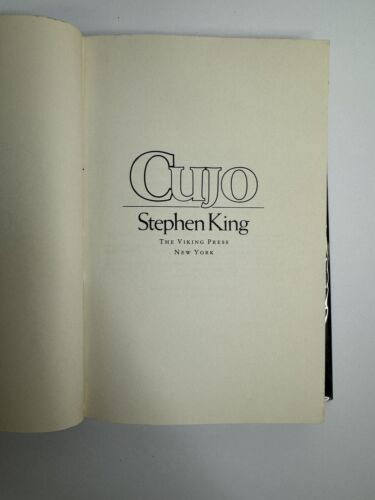 Cujo
Stephen King
The Viking Press
New York